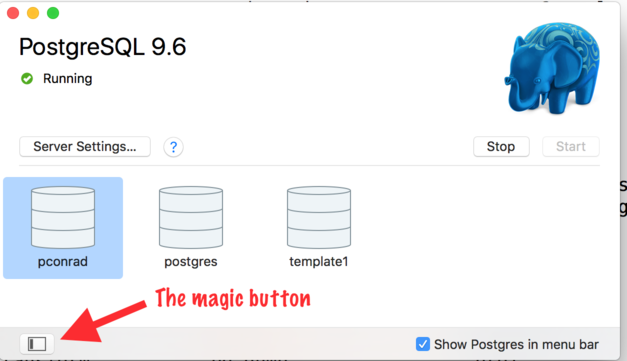 PostgreSQL 9.6
Running
Server Settings... ? Stop Start
pconrad postgres template1
The magic button
Show Postgres in menu bar